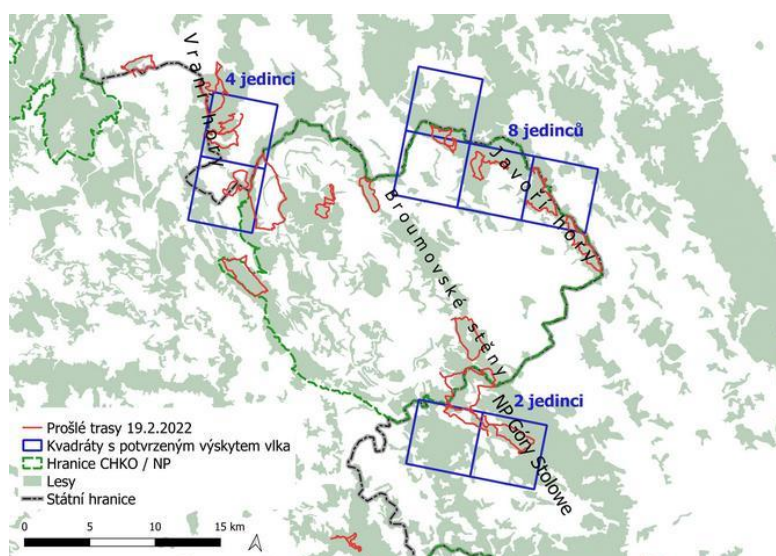 4 jedinci
Vraní hory
8 jedinců
Javoří hory
Broumovské stěny
2 jedinci
NP Góry Stolowe
Prošlé trasy 19.2.2022
Kvadráty s potvrzeným výskytem vlka
Hranice CHKO / NP
Lesy
Státní hranice
0 5 10 15 km